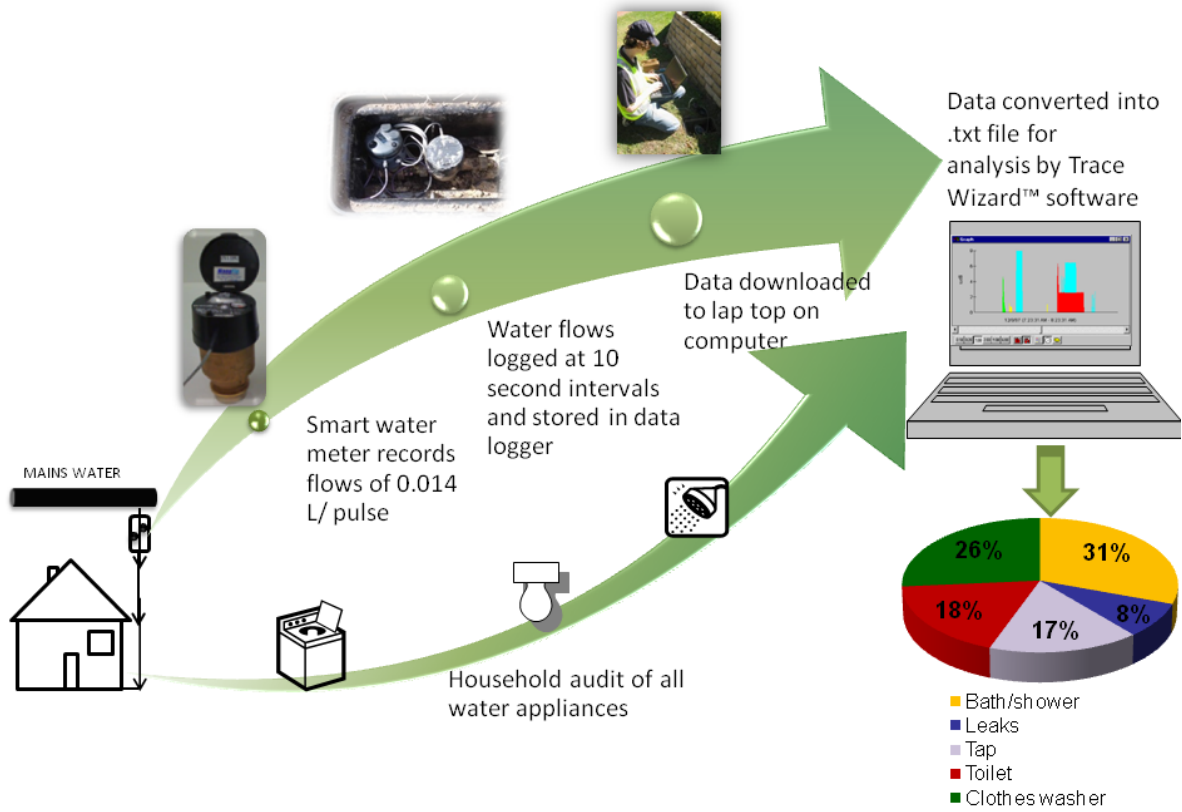 Data converted into
.txt file for
analysis by Trace
Wizard™ software
Graph
Data downloaded
to lap top on
computer
Water flows
logged at 10
second intervals
and stored in data
logger
Smart water
meter records
flows of 0.014
L/ pulse
MAINS WATER
Household audit of all
water appliances
26%
31%
18%
17%
8%
Bath/shower
Leaks
Tap
Toilet
Clothes washer